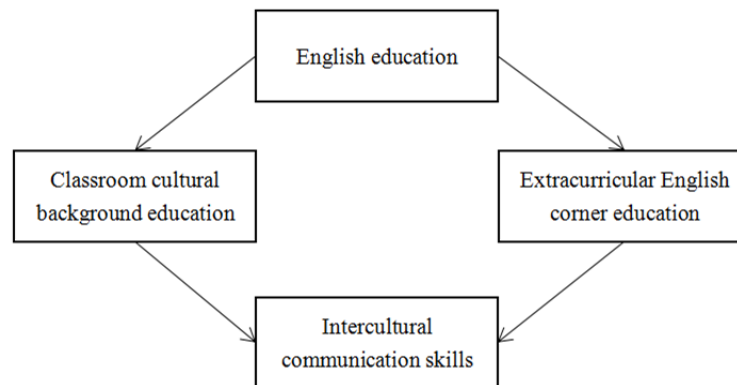 English education
Classroom cultural
background education
Extracurricular English
corner education
Intercultural
communication skills